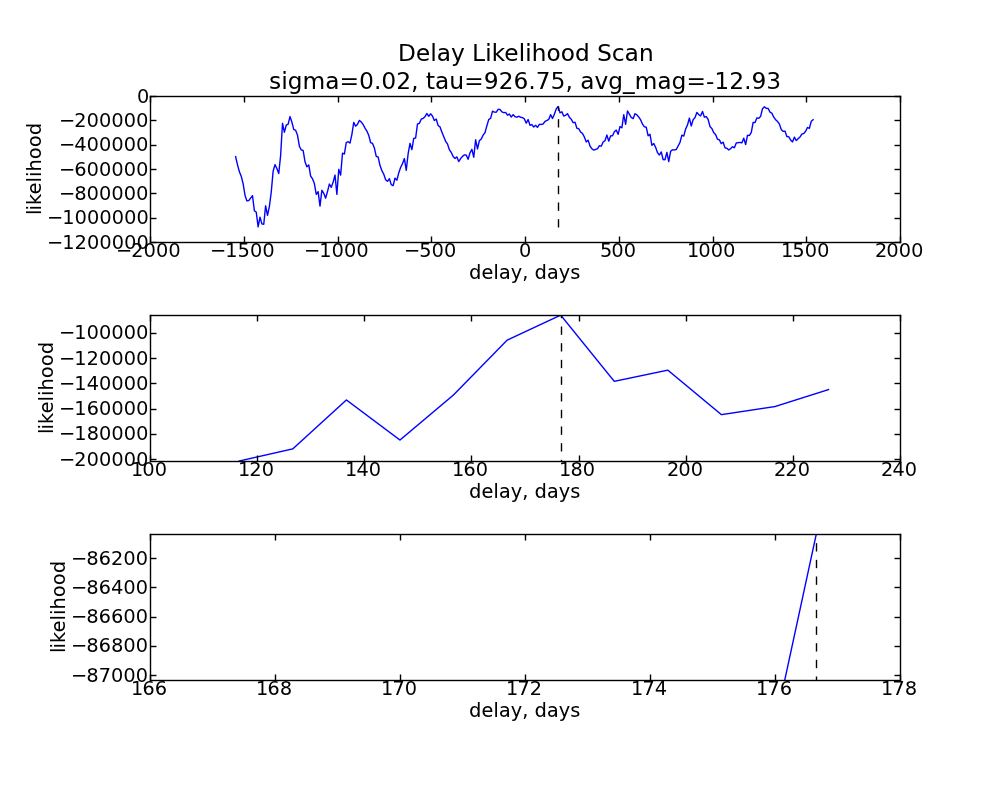 Delay Likelihood Scan
sigma=0.02, tau=926.75, avg_mag=-12.93
0
−200000
−400000
−600000
−800000
−1000000
−1200000
likelihood
−2000 −1500 −1000 −500 0 500 1000 1500 2000
delay, days
−100000
−120000
−140000
−160000
−180000
−200000
likelihood
100 120 140 160 180 200 220 240
delay, days
−86200
−86400
−86600
−86800
−87000
likelihood
166 168 170 172 174 176 178
delay, days